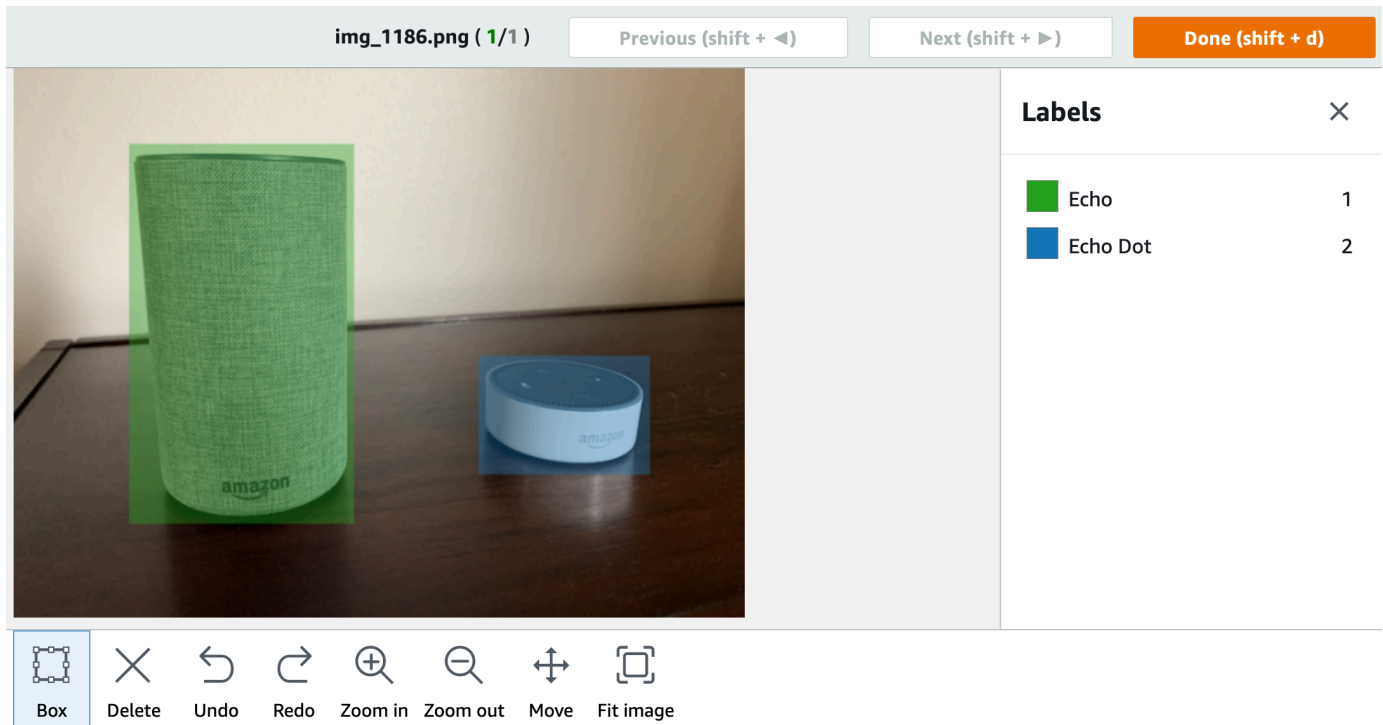 img_1186.png ( 1/1 )
Previous (shift + ◄)
Next (shift + ►)
Done (shift + d)
Labels
Echo 1
Echo Dot 2
amazon
amazon
Box
Delete
Undo
Redo
Zoom in
Zoom out
Move
Fit image